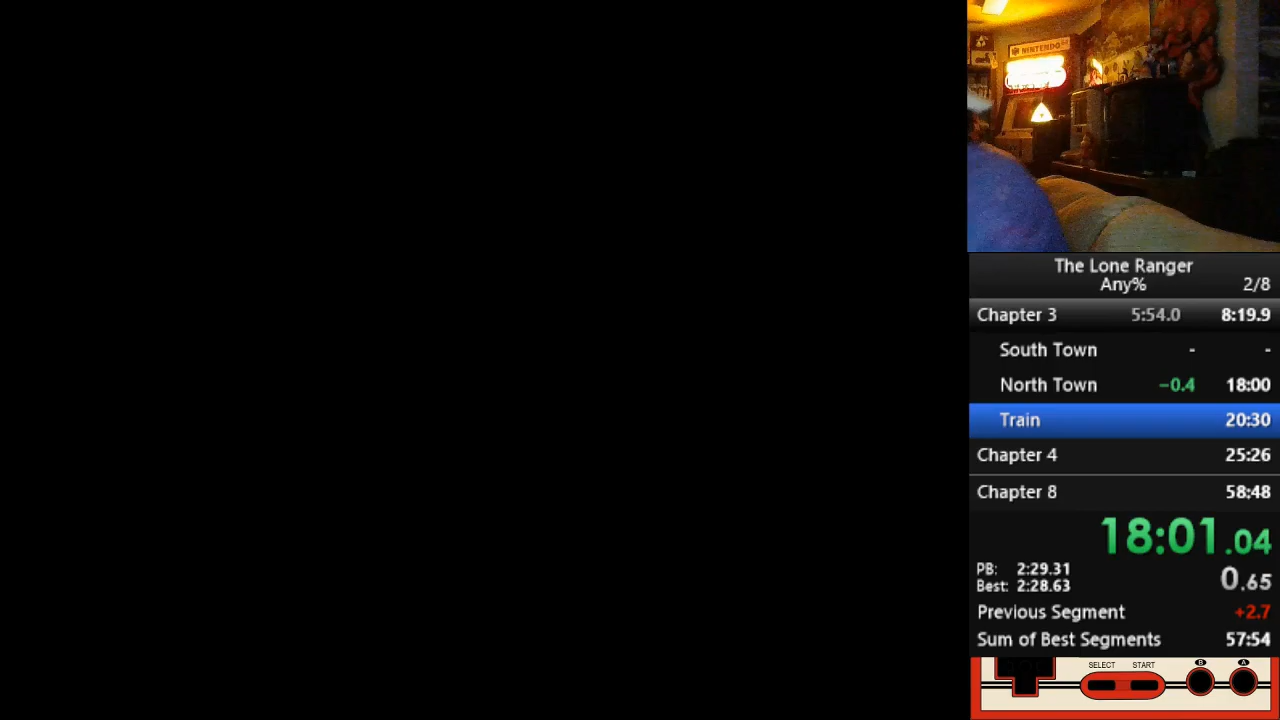 NINTENDO
The Lone Ranger
Any% 2/8
Chapter 3 5:54.0 8:19.9
South Town - -
North Town −0.4 18:00
Train 20:30
Chapter 4 25:26
Chapter 8 58:48
18:01.04
PB: 2:29.31
Best: 2:28.63
0.65
Previous Segment +2.7
Sum of Best Segments 57:54
SELECT START B A